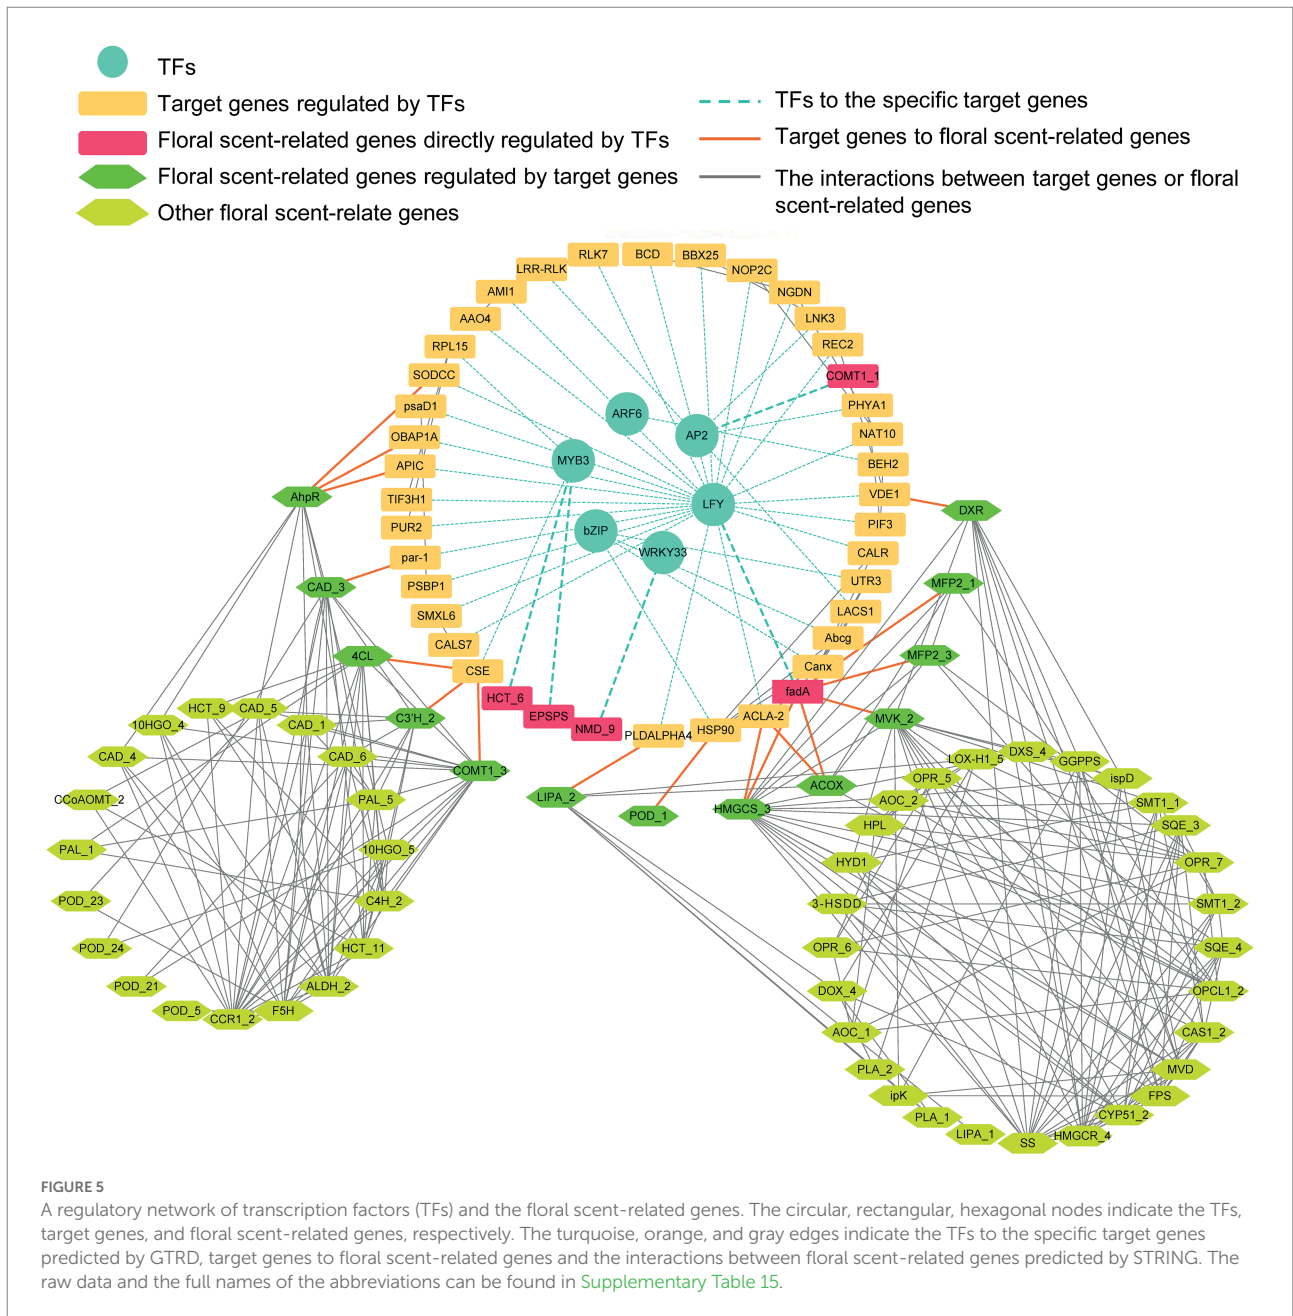 TFs
Target genes regulated by TFs
Floral scent-related genes directly regulated by TFs
Floral scent-related genes regulated by target genes
Other floral scent-relate genes
TFs to the specific target genes
Target genes to floral scent-related genes
The interactions between target genes or floral
scent-related genes
RLK7
BCD
BBX25
LRR-RLK
NOP2C
AMI1
NGDN
AAO4
LNK3
RPL15
REC2
SODCC
COMT1_1
psaD1
PHYA1
ARF6
AP2
OBAP1A
NAT10
MYB3
APIC
BEH2
AhpR
TIF3H1
LFY
VDE1
DXR
PUR2
bZIP
PIF3
par-1
WRKY33
CALR
CAD_3
PSBP1
UTR3
MFP2_1
SMXL6
LACS1
CALS7
Abcg
4CL
CSE
Canx
MFP2_3
HCT_6
fadA
EPSPS
NMD_9
PLDALPHA4
HSP90
ACLA-2
MVK_2
HCT_9
CAD_5
10HGO_4
CAD_1
C3'H_2
CAD_4
CAD_6
COMT1_3
CCoAOMT_2
PAL_5
LIPA_2
POD_1
HMGCS_3
ACOX
PAL_1
10HGO_5
POD_23
C4H_2
POD_24
HCT_11
POD_21
ALDH_2
POD_5
CCR1_2
F5H
LOX-H1_5
DXS_4
GGPPS
OPR_5
ispD
AOC_2
SMT1_1
HPL
SQE_3
HYD1
OPR_7
3-HSDD
SMT1_2
OPR_6
SQE_4
DOX_4
OPCL1_2
AOC_1
CAS1_2
PLA_2
MVD
ipK
FPS
PLA_1
CYP51_2
LIPA_1
SS
HMGCR_4
FIGURE 5
A regulatory network of transcription factors (TFs) and the floral scent-related genes. The circular, rectangular, hexagonal nodes indicate the TFs,
target genes, and floral scent-related genes, respectively. The turquoise, orange, and gray edges indicate the TFs to the specific target genes
predicted by GTRD, target genes to floral scent-related genes and the interactions between floral scent-related genes predicted by STRING. The
raw data and the full names of the abbreviations can be found in Supplementary Table 15.